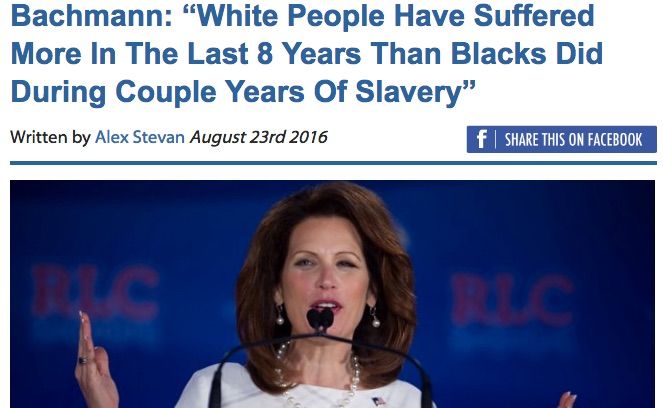 Bachmann: “White People Have Suffered
More In The Last 8 Years Than Blacks Did
During Couple Years Of Slavery”
Written by Alex Stevan August 23rd 2016
f SHARE THIS ON FACEBOOK
RLC RLC